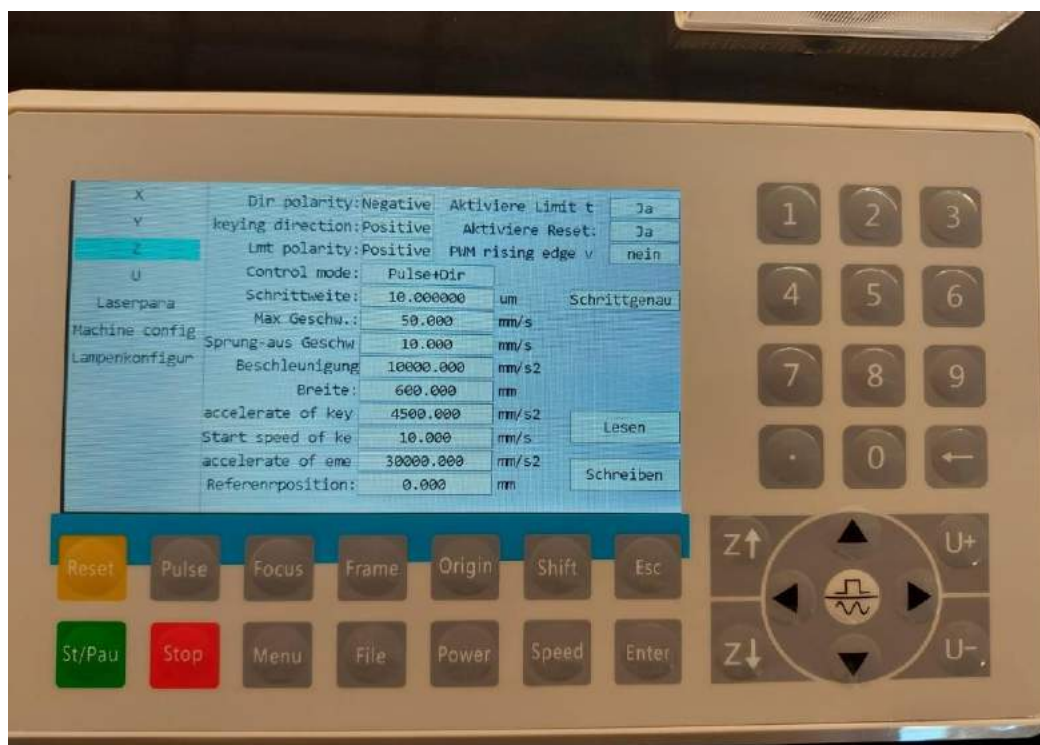 X
Y
Z
U
Laserpara
Machine config
Lampenkonfigur
Dir polarity: Negative Aktiviere Limit t Ja
keying direction: Positive Aktiviere Reset: Ja
Lmt polarity: Positive PWM rising edge v nein
Control mode: Pulse+Dir
Schrittweite: 10.000000 um Schrittgenau
Max Geschw.: 50.000 mm/s
Sprung-aus Geschw 10.000 mm/s
Beschleunigung 10000.000 mm/s2
Breite: 600.000 mm
accelerate of key 4500.000 mm/s2
Lesen
Start speed of ke 10.000 mm/s
accelerate of eme 30000.000 mm/s2
Schreiben
Referenrposition: 0.000 mm
1 2 3
4 5 6
7 8 9
. 0 ←
Reset Pulse Focus Frame Origin Shift Esc
St/Pau Stop Menu File Power Speed Enter
Z↑ U+
Z↓ U-